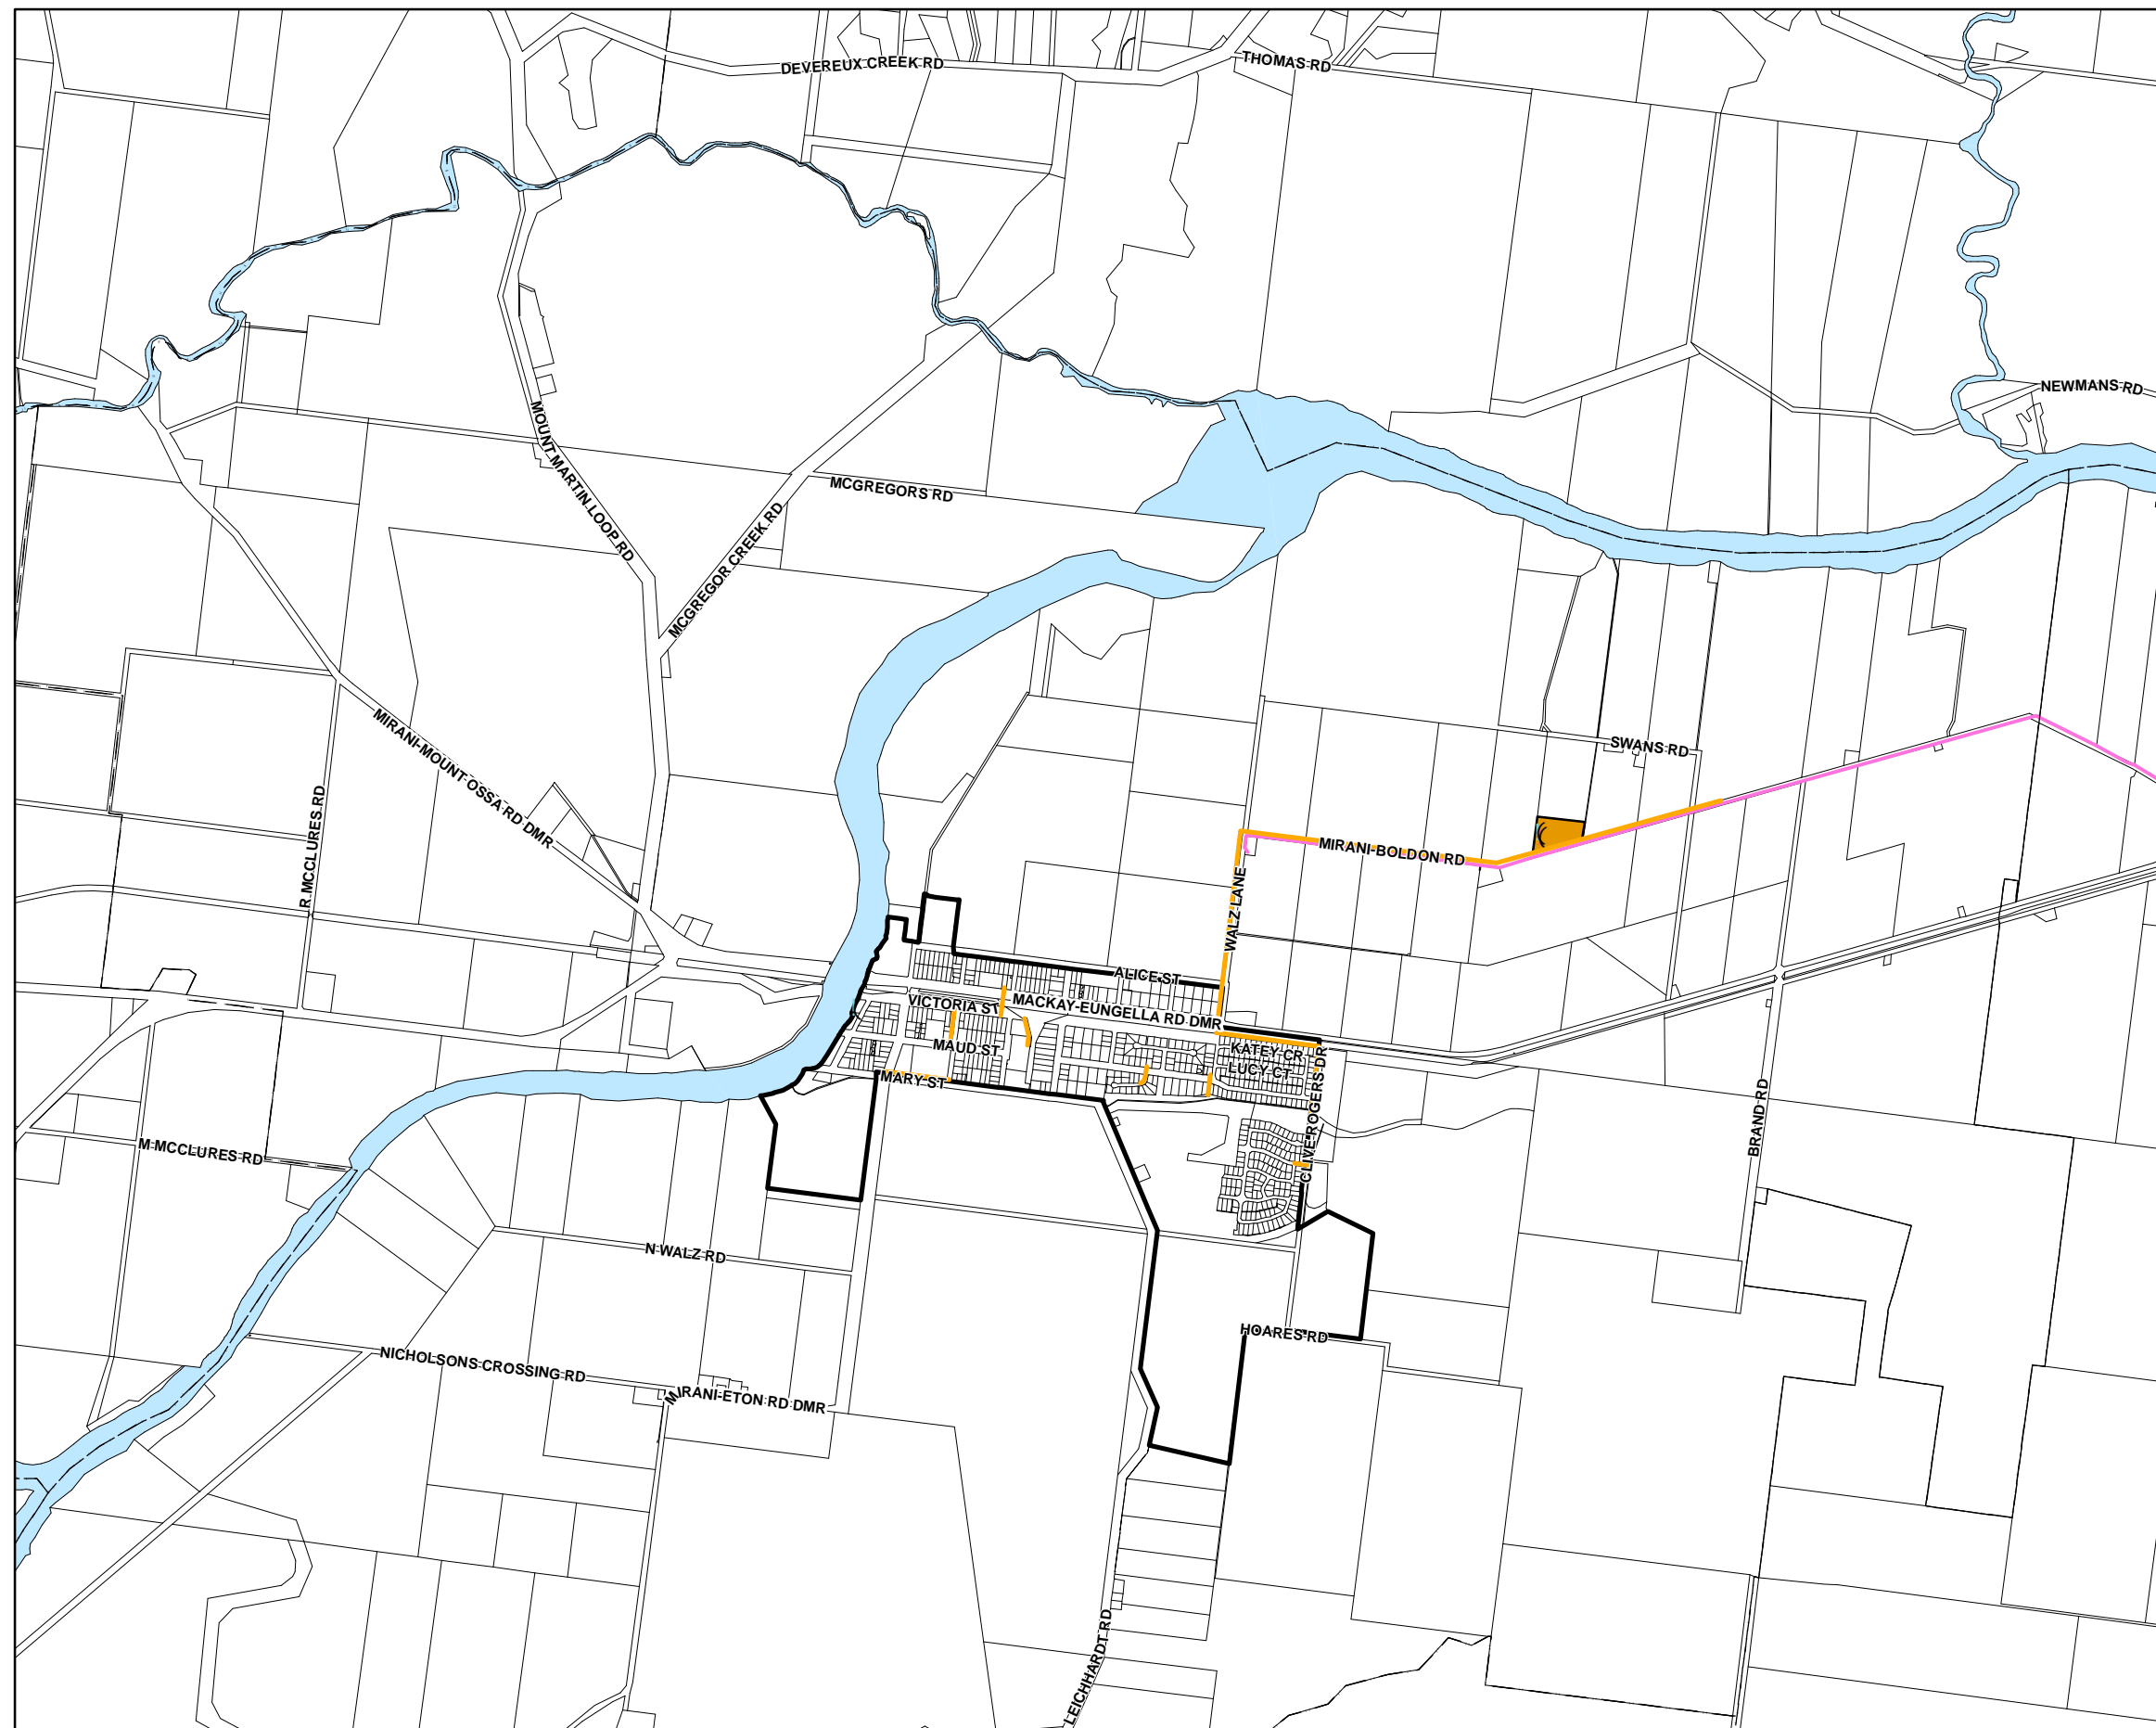 DEVEREUX CREEK RD
THOMAS RD
NEWMANS RD
MOUNT MARTIN LOOP RD
MCGREGORS RD
MCGREGOR CREEK RD
MIRANI-MOUNT OSSA RD DMR
SWANS RD
R MCCLURES RD
MIRANI-BOLDON RD
WALZ LANE
ALICE ST
VICTORIA ST
MACKAY-EUNGELLA RD DMR
MAUD ST
KATEY CR
LUCY CT
MARY ST
CLIVE ROGERS DR
BRAND RD
M MCCLURES RD
N WALZ RD
HOARES RD
NICHOLSONS CROSSING RD
MIRANI-ETON RD DMR
LEICHHARDT RD